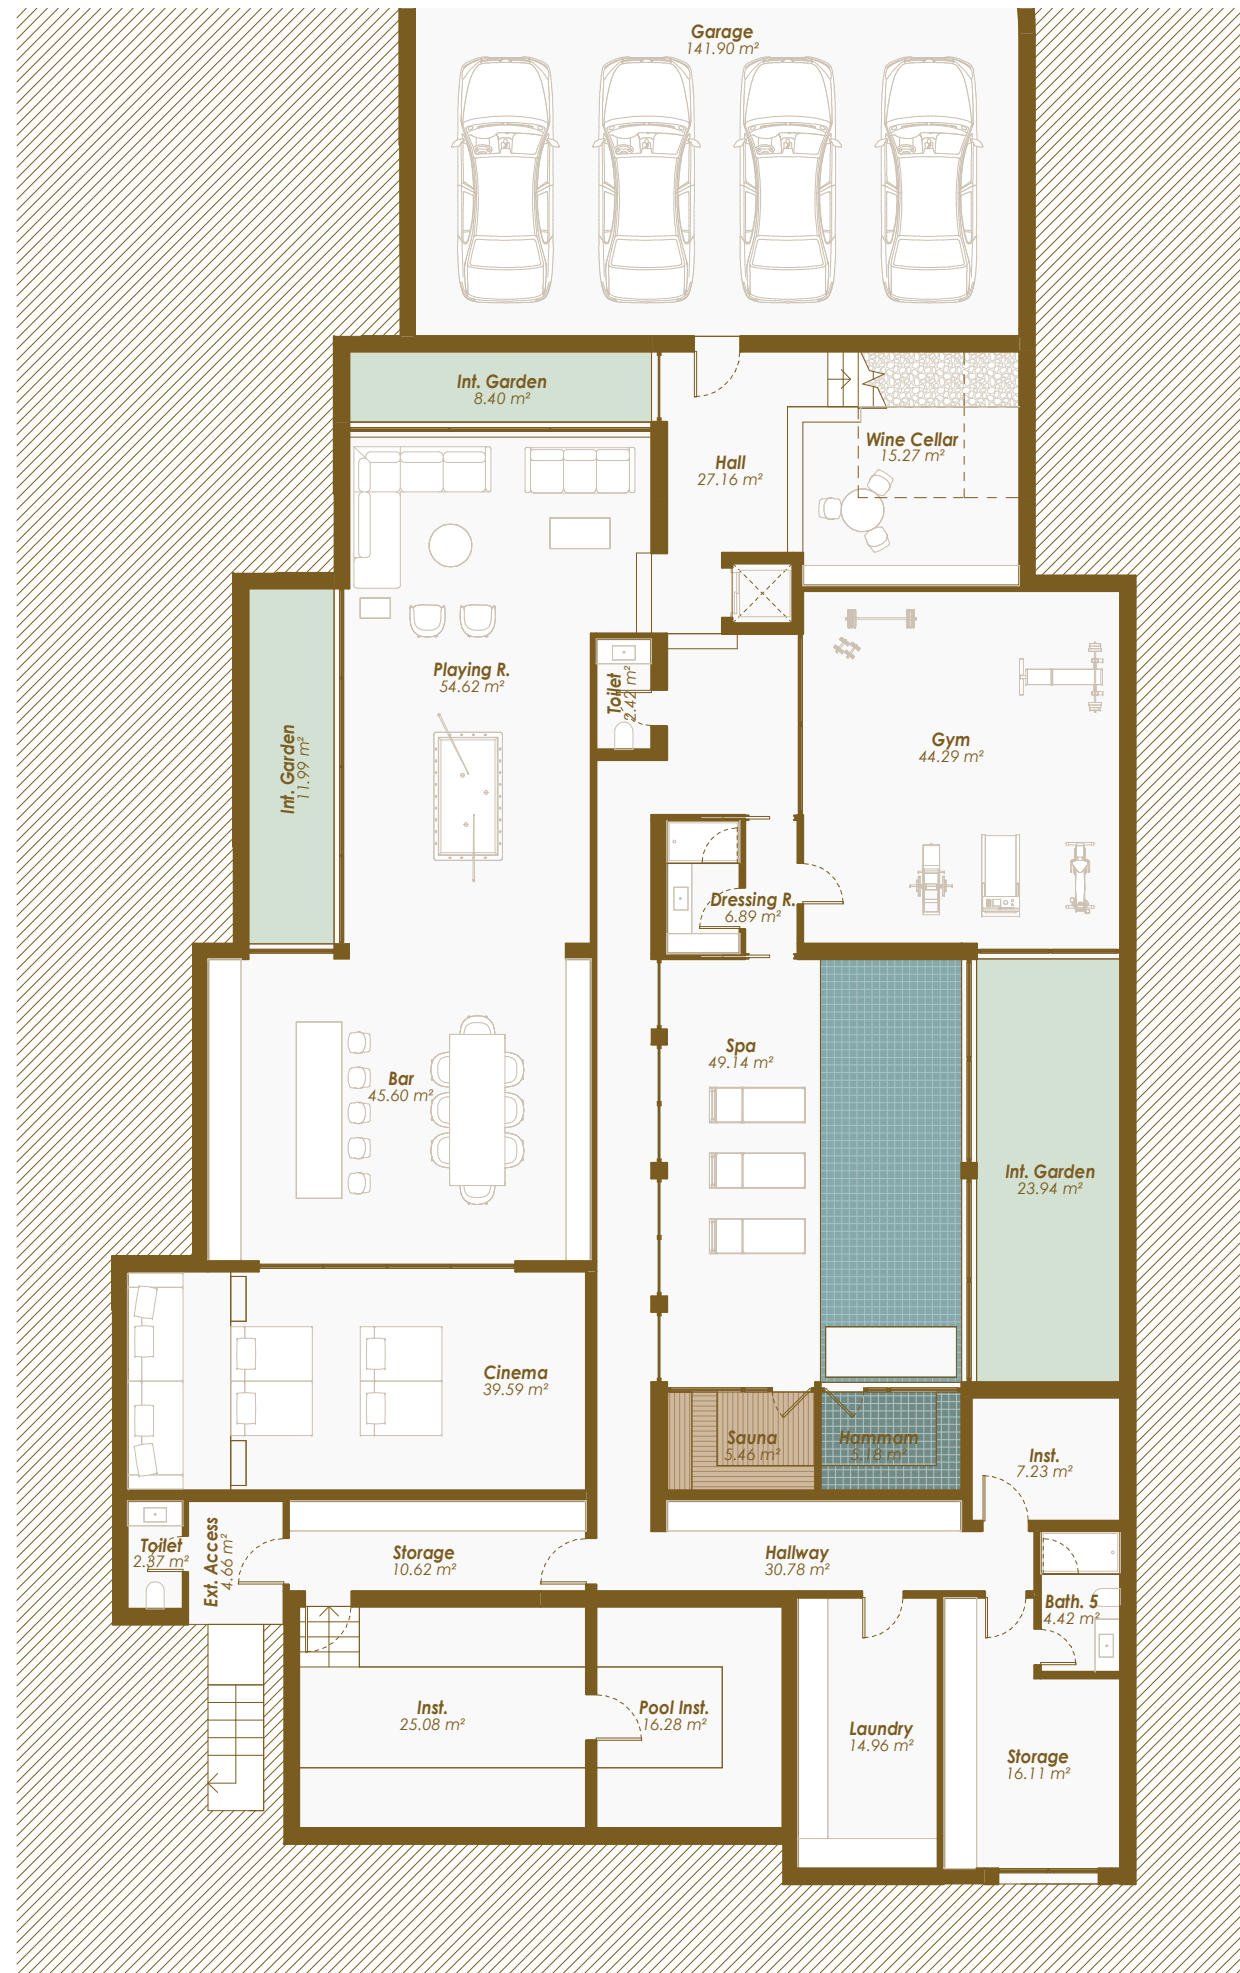 Garage
141.90 m²
Int. Garden
8.40 m²
Wine Cellar
15.27 m²
Hall
27.16 m²
Playing R.
54.62 m²
Toilet
2.42 m²
Gym
44.29 m²
Int. Garden
11.99 m²
Dressing R.
6.89 m²
Spa
49.14 m²
Bar
45.60 m²
Int. Garden
23.94 m²
Cinema
39.59 m²
Sauna
5.46 m²
Hammam
5.18 m²
Inst.
7.23 m²
Toilet
2.37 m²
Ext. Access
4.66 m²
Storage
10.62 m²
Hallway
30.78 m²
Bath. 5
4.42 m²
Inst.
25.08 m²
Pool Inst.
16.28 m²
Laundry
14.96 m²
Storage
16.11 m²